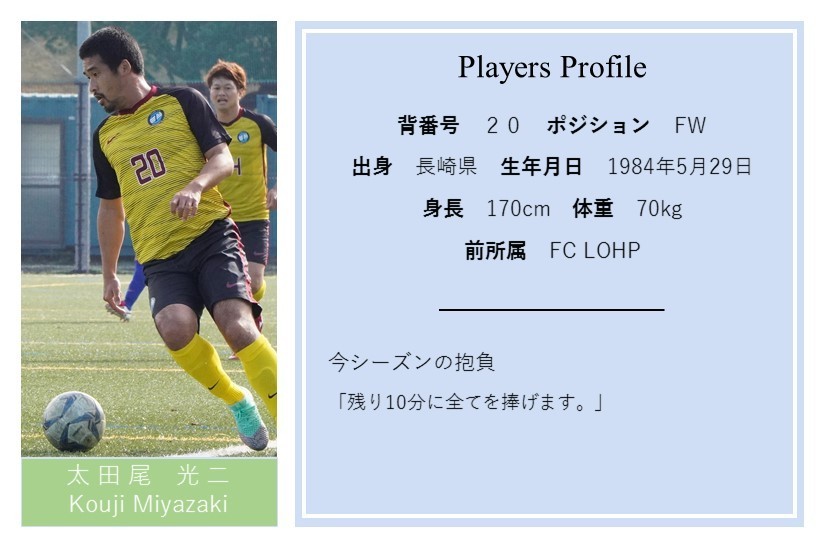 20
太田尾 光二
Kouji Miyazaki
Players Profile
背番号 20 ポジション FW
出身 長崎県 生年月日 1984年5月29日
身長 170cm 体重 70kg
前所属 FC LOHP
今シーズンの抱負
「残り10分に全てを捧げます。」